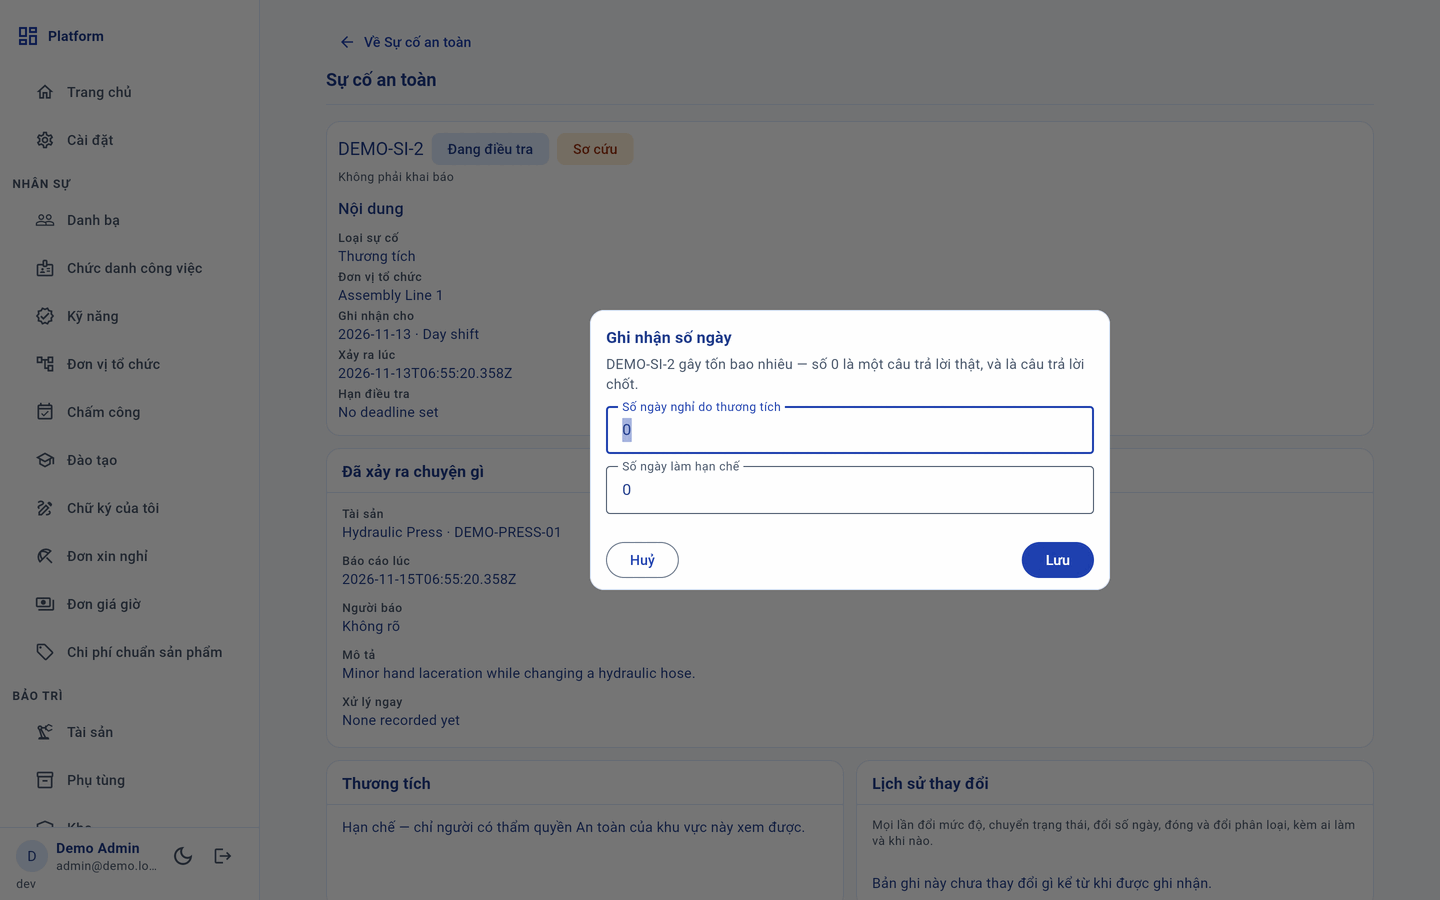 Platform
Trang chủ
Cài đặt
NHÂN SỰ
Danh bạ
Chức danh công việc
Kỹ năng
Đơn vị tổ chức
Chấm công
Đào tạo
Chữ ký của tôi
Đơn xin nghỉ
Đơn giá giờ
Chi phí chuẩn sản phẩm
BẢO TRÌ
Tài sản
Phụ tùng
Kho
D
Demo Admin
admin@demo.lo...
dev
Về Sự cố an toàn
Sự cố an toàn
DEMO-SI-2 Đang điều tra Sơ cứu
Không phải khai báo
Nội dung
Loại sự cố
Thương tích
Đơn vị tổ chức
Assembly Line 1
Ghi nhận cho
2026-11-13 · Day shift
Xảy ra lúc
2026-11-13T06:55:20.358Z
Hạn điều tra
No deadline set
Đã xảy ra chuyện gì
Tài sản
Hydraulic Press · DEMO-PRESS-01
Báo cáo lúc
2026-11-15T06:55:20.358Z
Người báo
Không rõ
Mô tả
Minor hand laceration while changing a hydraulic hose.
Xử lý ngay
None recorded yet
Thương tích
Hạn chế — chỉ người có thẩm quyền An toàn của khu vực này xem được.
Lịch sử thay đổi
Mọi lần đổi mức độ, chuyển trạng thái, đổi số ngày, đóng và đổi phân loại, kèm ai làm
và khi nào.
Bản ghi này chưa thay đổi gì kể từ khi được ghi nhận.
Ghi nhận số ngày
DEMO-SI-2 gây tốn bao nhiêu — số 0 là một câu trả lời thật, và là câu trả lời
chốt.
Số ngày nghỉ do thương tích
0
Số ngày làm hạn chế
0
Huỷ
Lưu